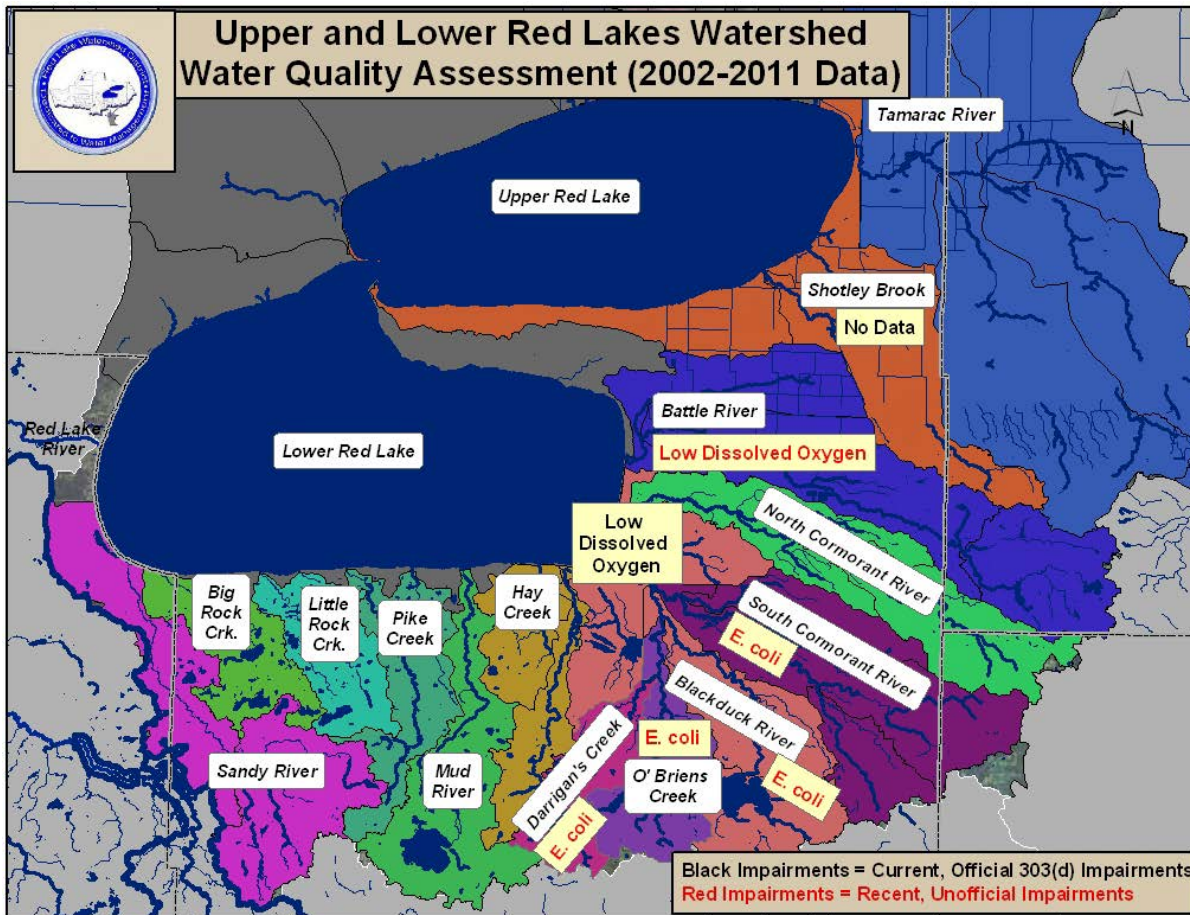 Upper and Lower Red Lakes Watershed
Water Quality Assessment (2002-2011 Data)
Tamarac River
N
Upper Red Lake
Shotley Brook
No Data
Battle River
Low Dissolved Oxygen
Red Lake
River
Lower Red Lake
Low
Dissolved
Oxygen
North Cormorant River
Big
Rock
Crk.
Little
Rock
Crk.
Pike
Creek
Hay
Creek
South Cormorant River
E. coli
Blackduck River
E. coli
Sandy River
Mud
River
Darrigan's Creek
E. coli
E. coli
O' Briens
Creek
Black Impairments = Current, Official 303(d) Impairments
Red Impairments = Recent, Unofficial Impairments